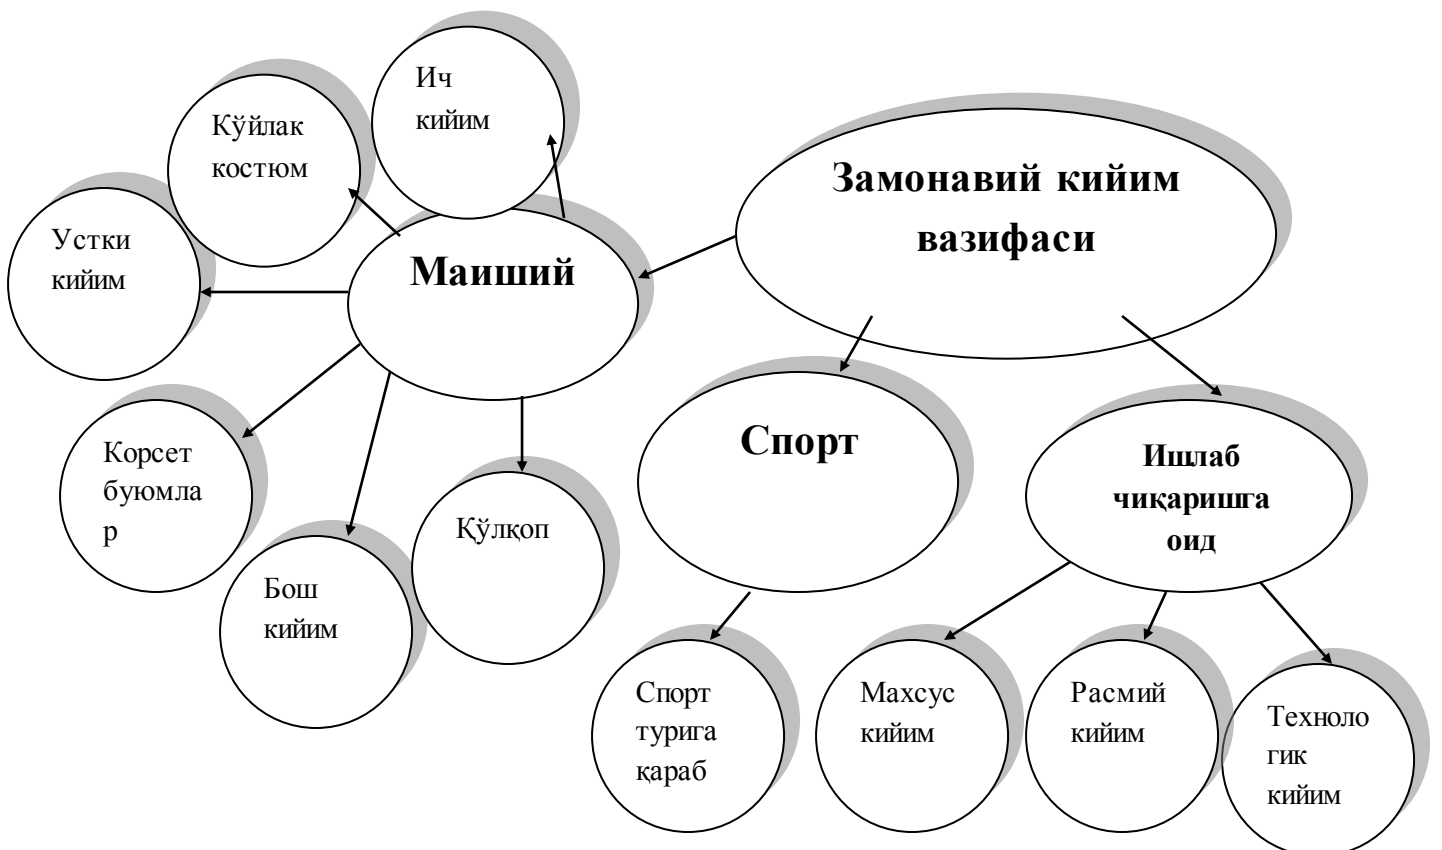 Ич
кийим
Кўйлак
костюм
Устки
кийим
Замонавий кийим
вазифаси
Маиший
Корсет
буюмла
р
Бош
кийим
Қўлқоп
Спорт
Ишлаб
чиқаришга
оид
Спорт
турига
қараб
Махсус
кийим
Расмий
кийим
Техноло
гик
кийим